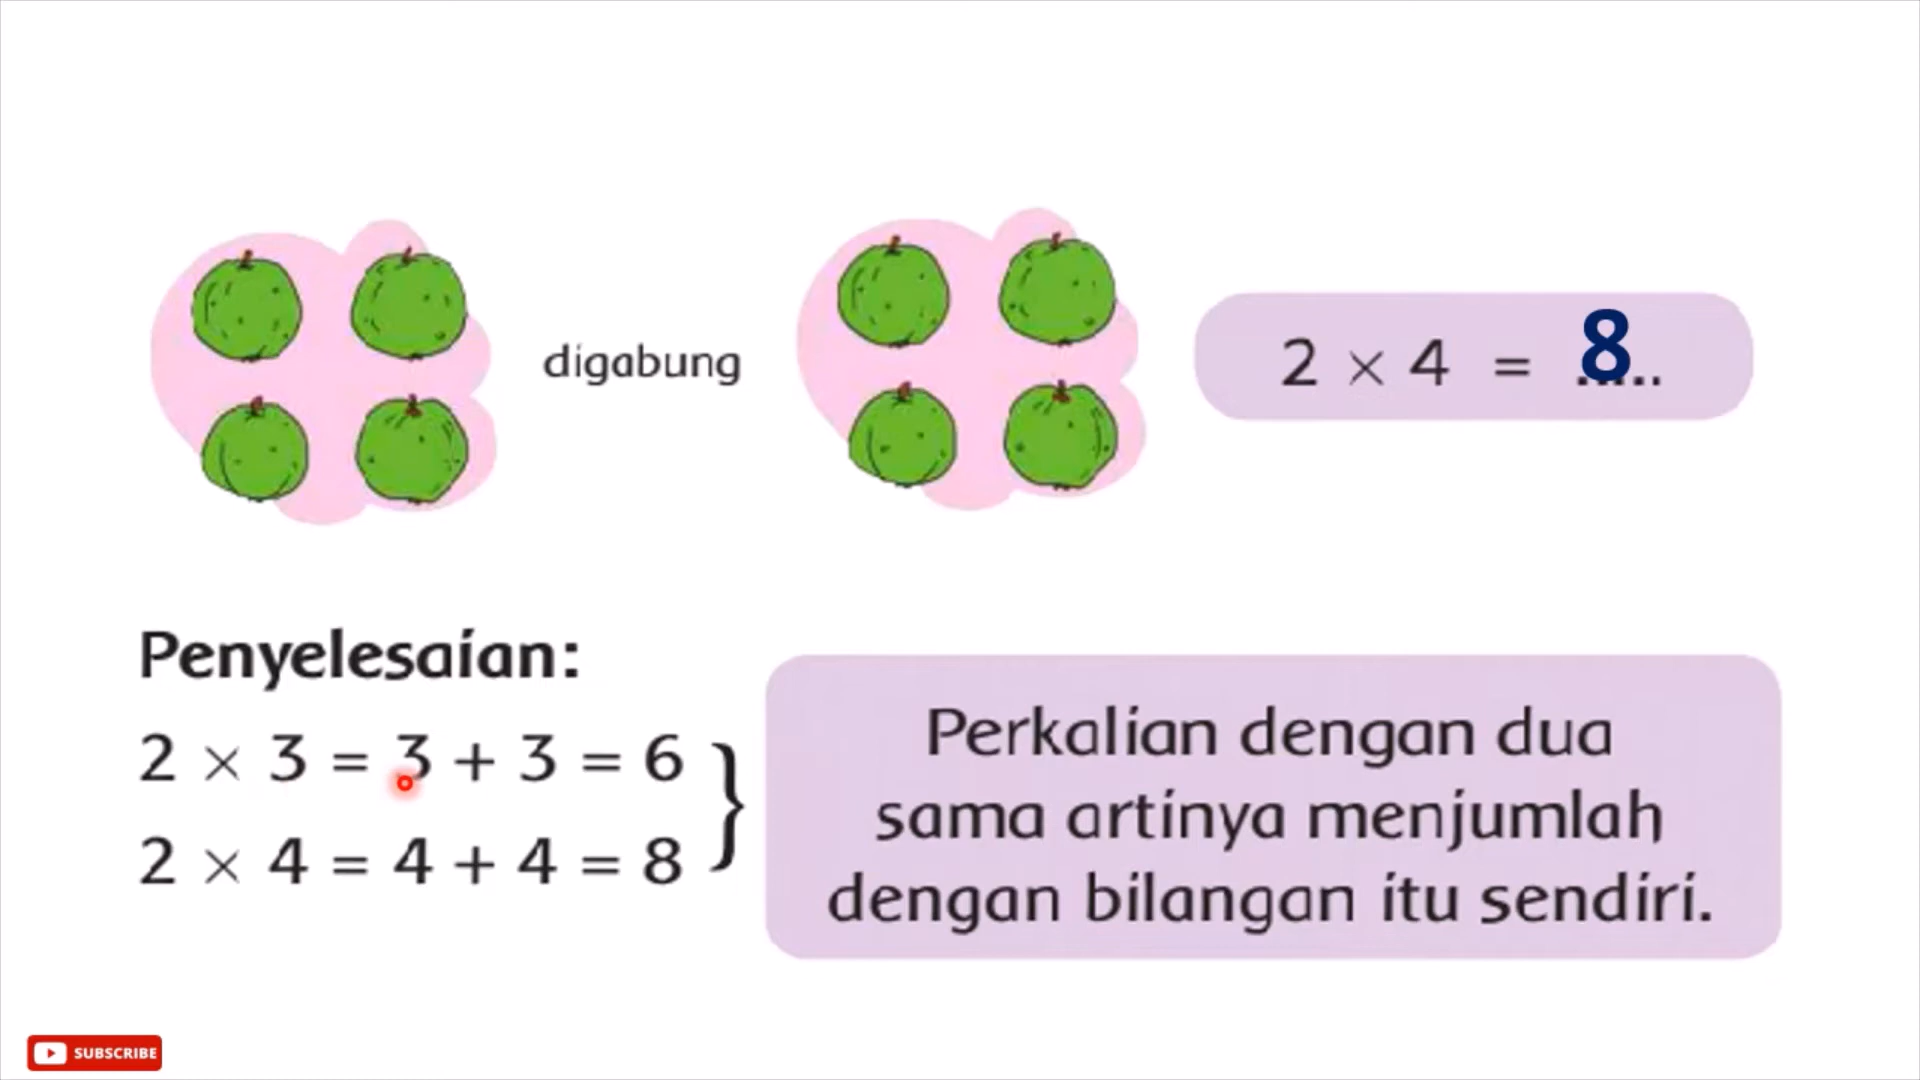 digabung
2 × 4 = 8 .....
Penyelesaian:
2 × 3 = 3 + 3 = 6
2 × 4 = 4 + 4 = 8
}
Perkalian dengan dua
sama artinya menjumlah
dengan bilangan itu sendiri.
SUBSCRIBE